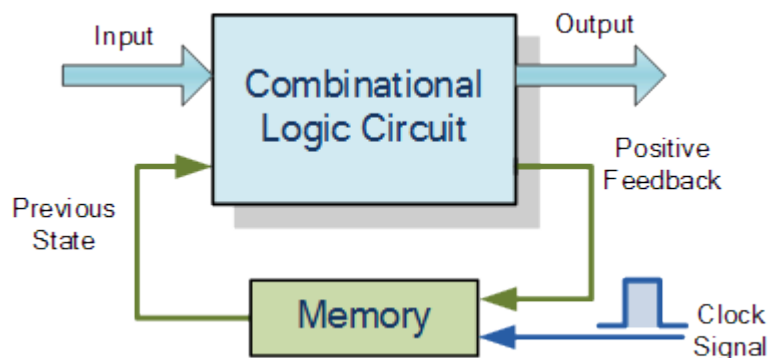 Input
Output
Combinational
Logic Circuit
Positive
Feedback
Previous
State
Memory
Clock
Signal